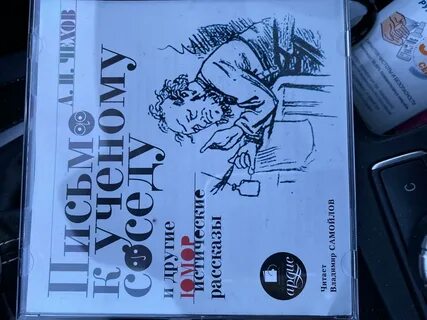 А. П. ЧЕХОВ
ПИСЬМО
К УЧЕНОМУ
СОСЕДУ
и другие
ЮМОР
истические
рассказы
ардис
Читает
Владимир САМОЙЛОВ
C